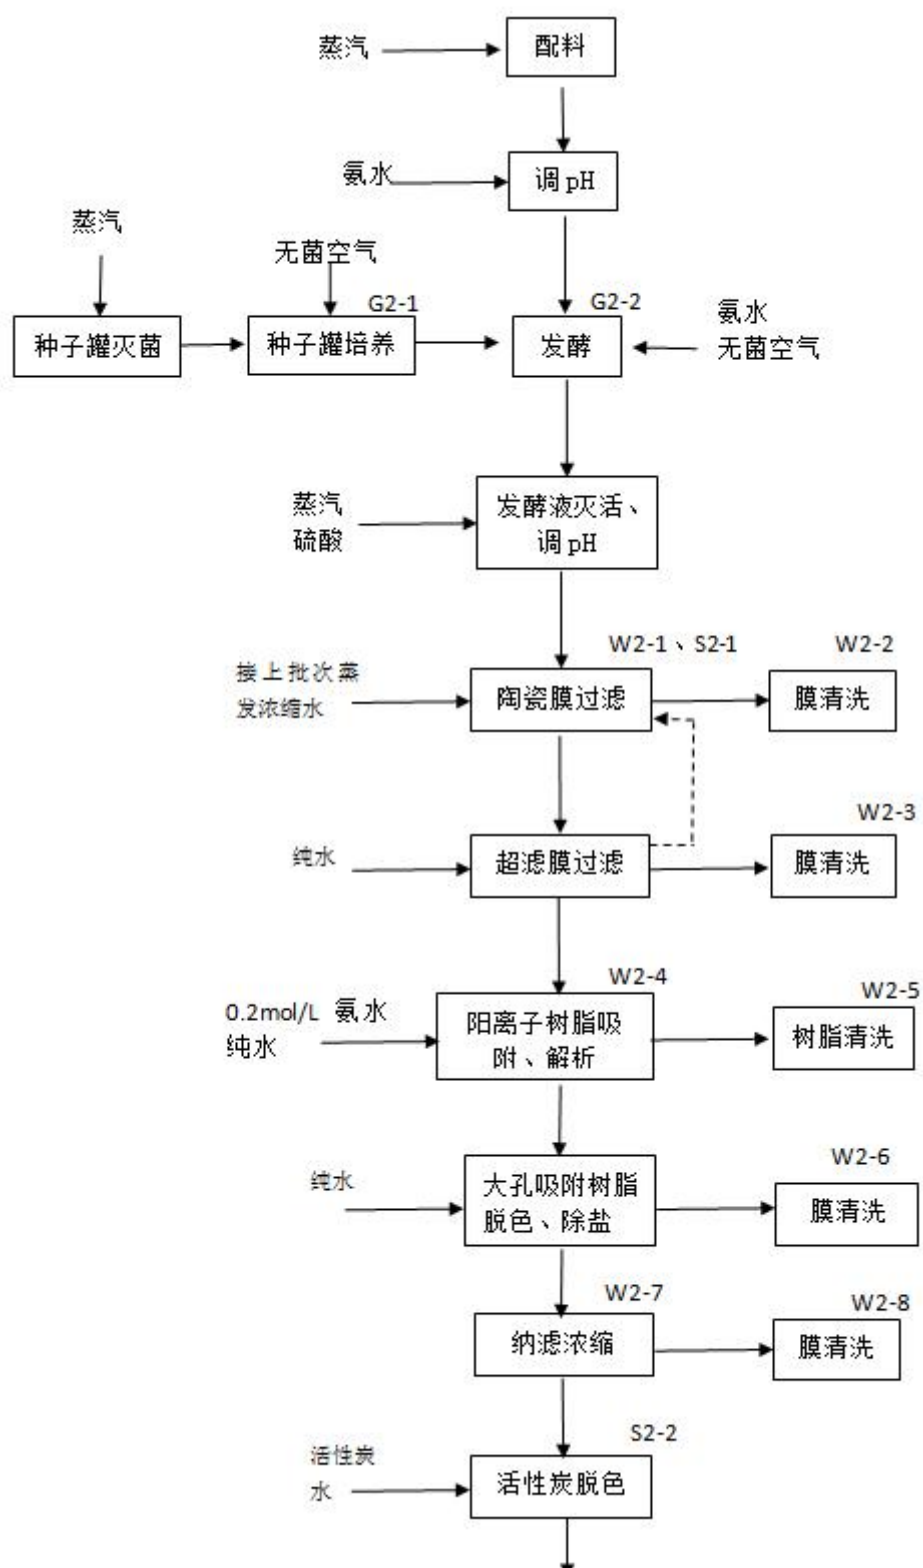 蒸汽
配料
氨水
调pH
蒸汽
无菌空气
G2-1
G2-2
种子罐灭菌
种子罐培养
发酵
氨水
无菌空气
蒸汽
硫酸
发酵液灭活、
调pH
W2-1、S2-1
W2-2
接上批次蒸
发浓缩水
陶瓷膜过滤
膜清洗
W2-3
纯水
超滤膜过滤
膜清洗
W2-4
W2-5
0.2mol/L 氨水
纯水
阳离子树脂吸
附、解析
树脂清洗
W2-6
纯水
大孔吸附树脂
脱色、除盐
膜清洗
W2-7
W2-8
纳滤浓缩
膜清洗
S2-2
活性炭
水
活性炭脱色